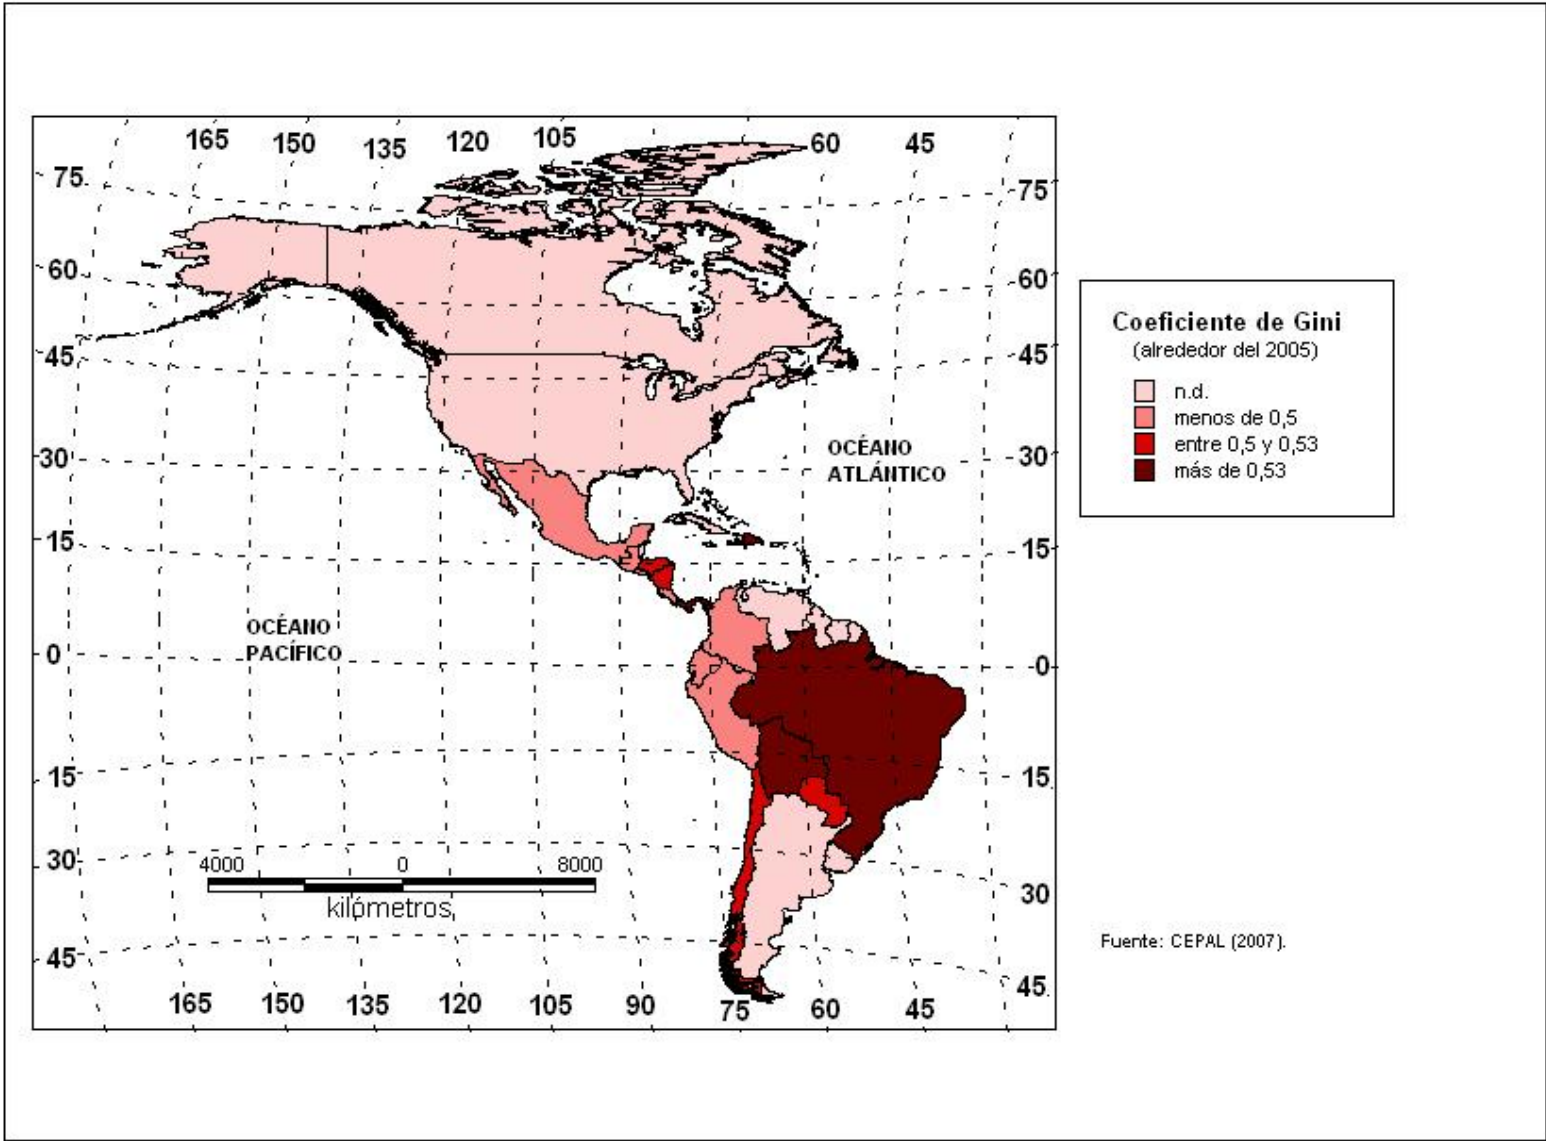 165 150 135 120 105 60 45
75 75
60 60
45 45
30 30
15 15
0 0
15 15
30 30
45 45
165 150 135 120 105 90 75 60 45
OCÉANO
ATLÁNTICO
OCÉANO
PACÍFICO
4000 0 8000
kilómetros
Coeficiente de Gini
(alrededor del 2005)
n.d.
menos de 0,5
entre 0,5 y 0,53
más de 0,53
Fuente: CEPAL (2007).